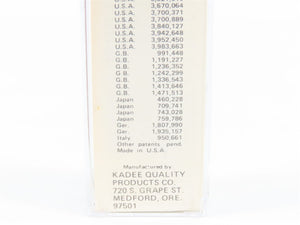 U.S.A. 3,670,064
U.S.A. 3,700,371
U.S.A. 3,700,889
U.S.A. 3,840,127
U.S.A. 3,942,648
U.S.A. 3,952,450
U.S.A. 3,983,663
G.B. 991,448
G.B. 1,191,227
G.B. 1,236,352
G.B. 1,242,299
G.B. 1,336,543
G.B. 1,413,646
G.B. 1,471,513
Japan 460,228
Japan 709,741
Japan 743,028
Japan 759,786
Ger. 1,807,990
Ger. 1,935,157
Italy 950,861
Other patents pend.
Made in U.S.A.
Manufactured by
KADEE QUALITY
PRODUCTS CO.
720 S. GRAPE ST.
MEDFORD, ORE.
97501